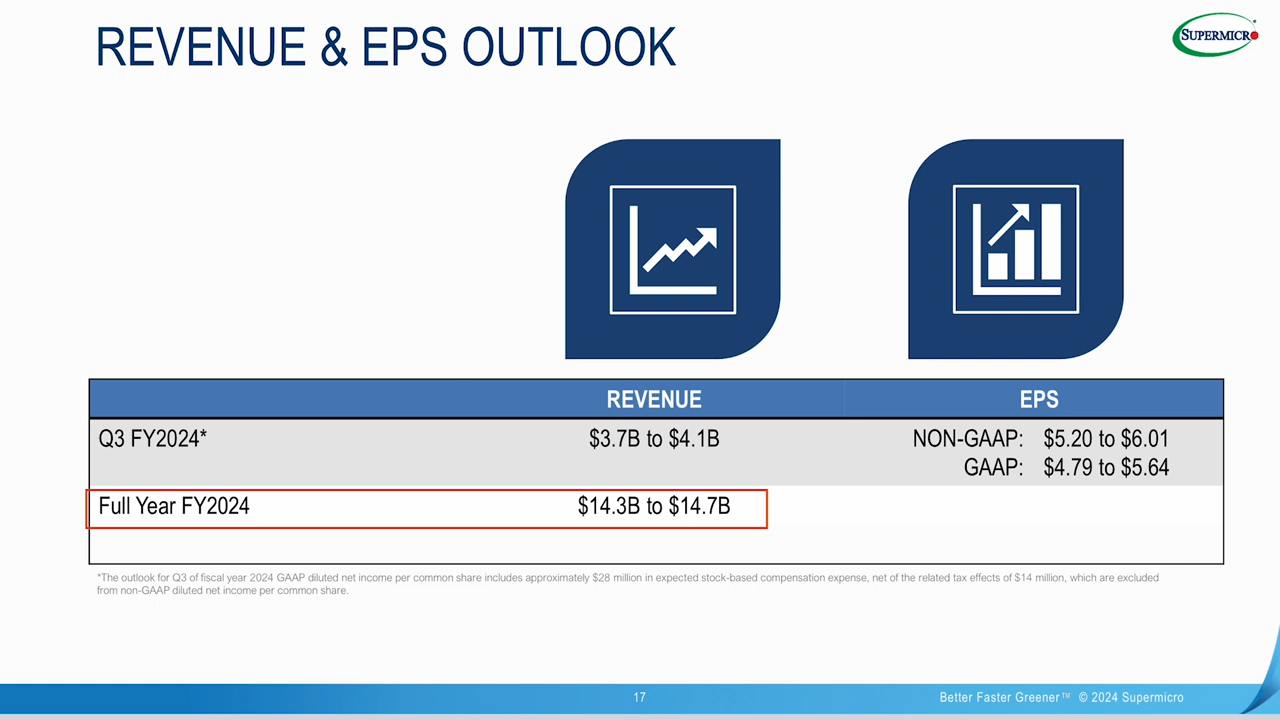 REVENUE & EPS OUTLOOK
SUPERMICRO
REVENUE EPS
Q3 FY2024* $3.7B to $4.1B NON-GAAP: $5.20 to $6.01
GAAP: $4.79 to $5.64
Full Year FY2024 $14.3B to $14.7B
*The outlook for Q3 of fiscal year 2024 GAAP diluted net income per common share includes approximately $28 million in expected stock-based compensation expense, net of the related tax effects of $14 million, which are excluded
from non-GAAP diluted net income per common share.
17 Better Faster Greener™ © 2024 Supermicro